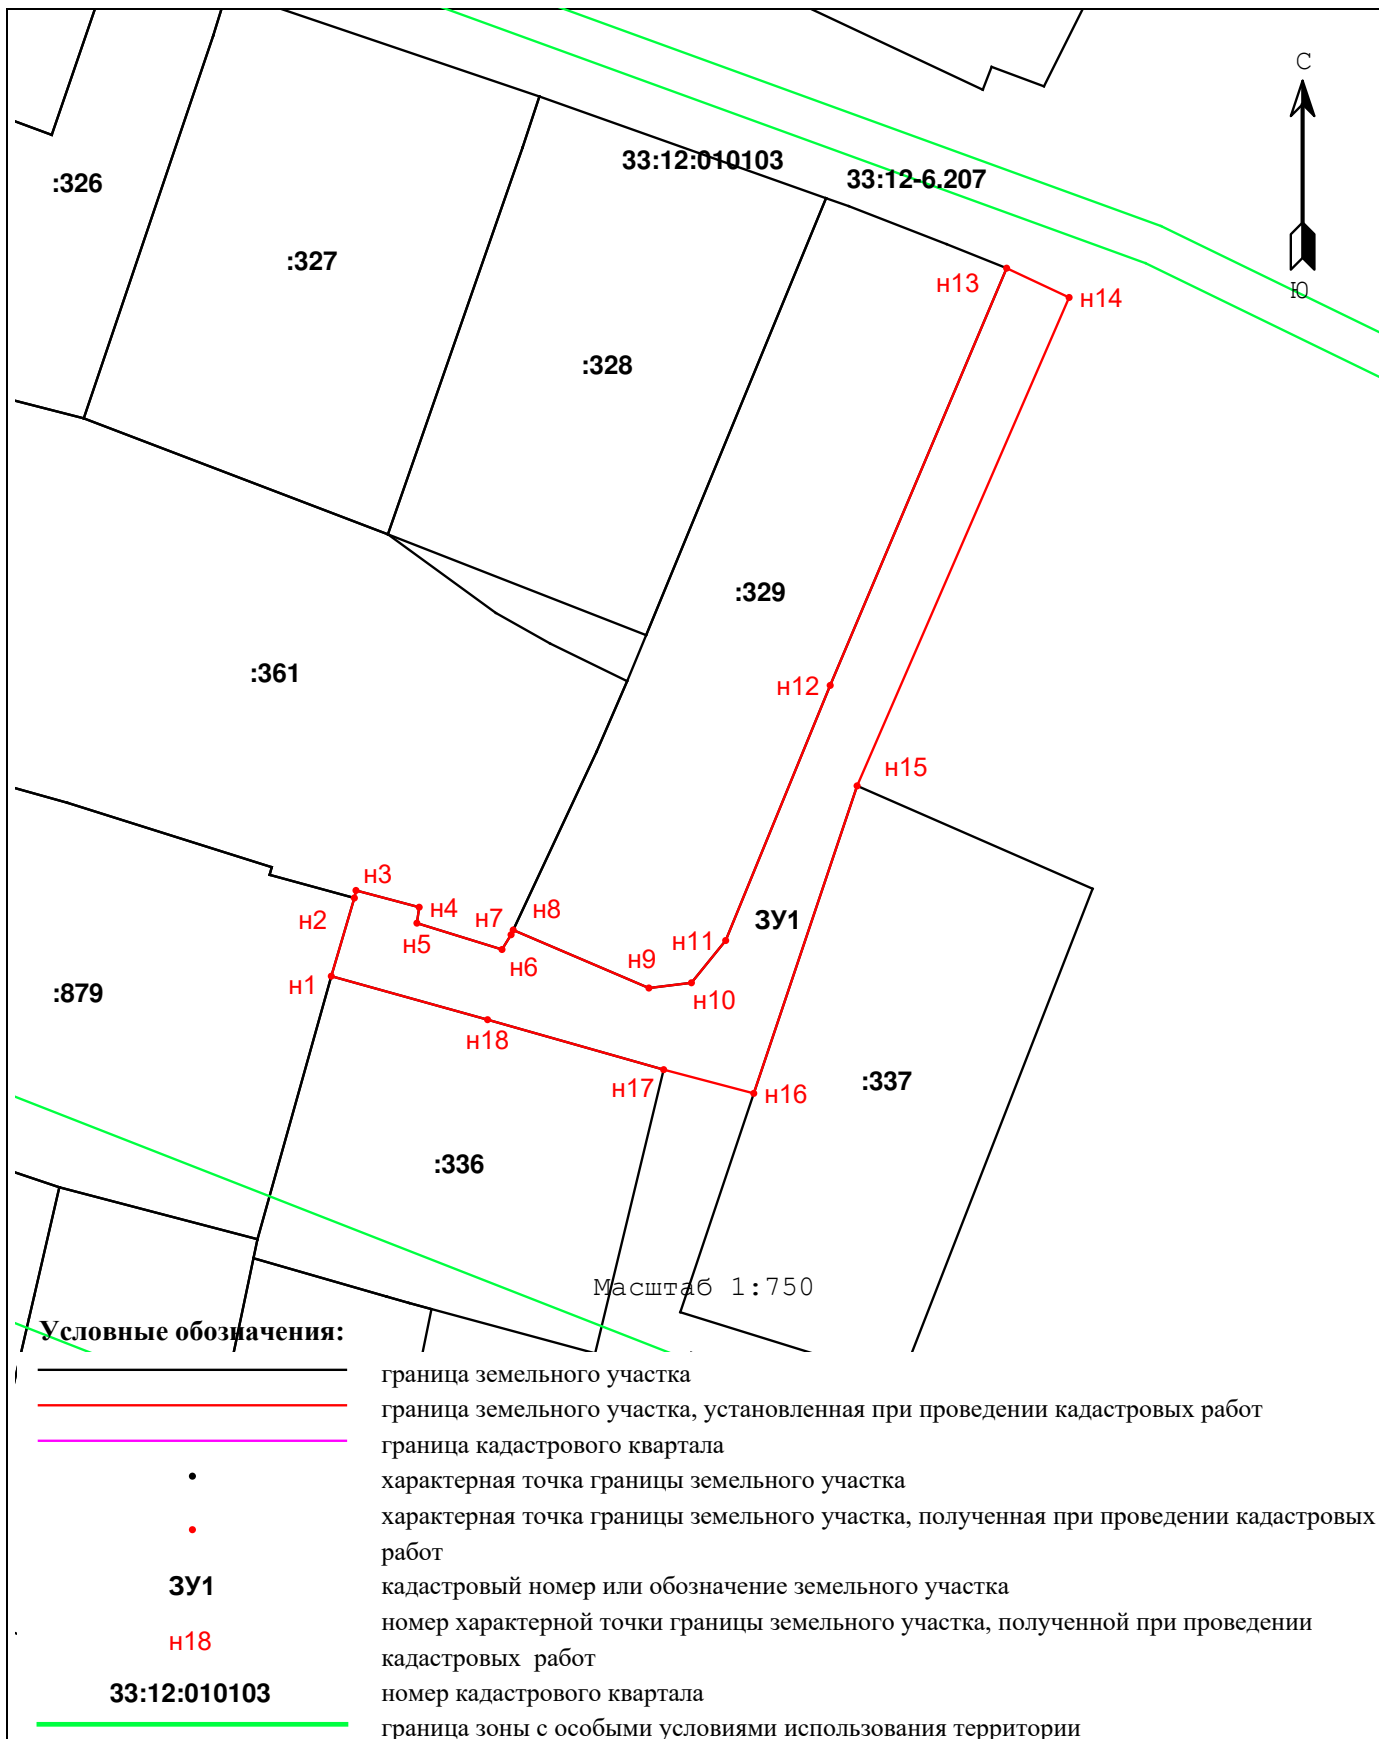 С
33:12:010103
33:12-6.207
:326
:327
н13
н14
Ю
:328
:329
:361
н12
н15
н3
н2
н4
н5
н7
н8
н6
н11
ЗУ1
н9
н10
н1
:879
н18
н17
н16
:337
:336
Масштаб 1:750
Условные обозначения:
граница земельного участка
граница земельного участка, установленная при проведении кадастровых работ
граница кадастрового квартала
характерная точка границы земельного участка
характерная точка границы земельного участка, полученная при проведении кадастровых
работ
ЗУ1 кадастровый номер или обозначение земельного участка
номер характерной точки границы земельного участка, полученной при проведении
н18
кадастровых работ
33:12:010103 номер кадастрового квартала
граница зоны с особыми условиями использования территории